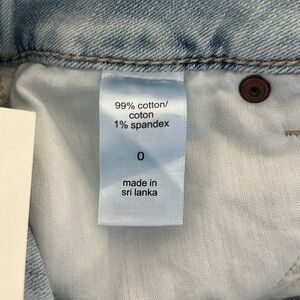 99% cotton/
coton
1% spandex
0
made in
sri lanka